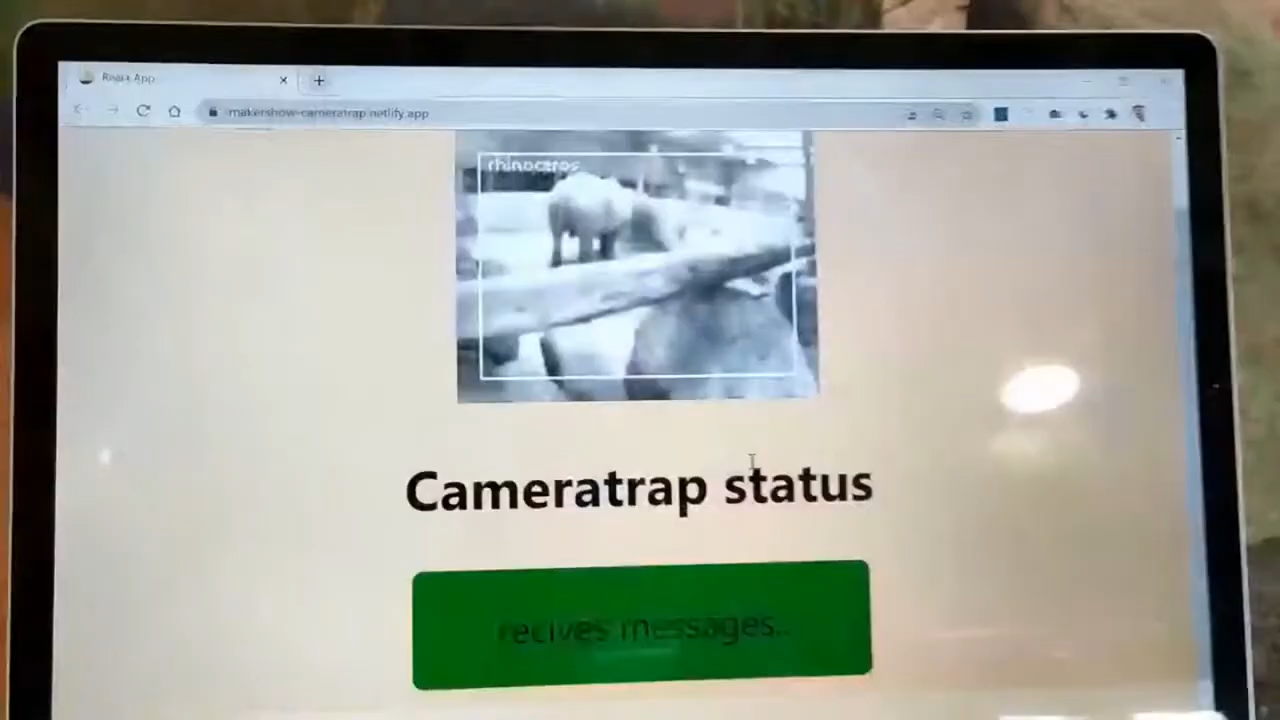 React App
makershow-cameratrap.netlify.app
rhinoceros
Cameratrap status
recives messages..